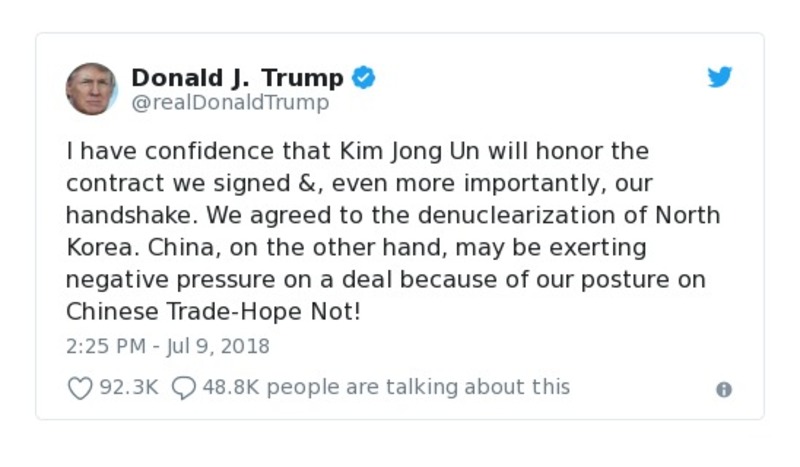 Donald J. Trump
@realDonaldTrump
I have confidence that Kim Jong Un will honor the
contract we signed &, even more importantly, our
handshake. We agreed to the denuclearization of North
Korea. China, on the other hand, may be exerting
negative pressure on a deal because of our posture on
Chinese Trade-Hope Not!
2:25 PM - Jul 9, 2018
92.3K 48.8K people are talking about this